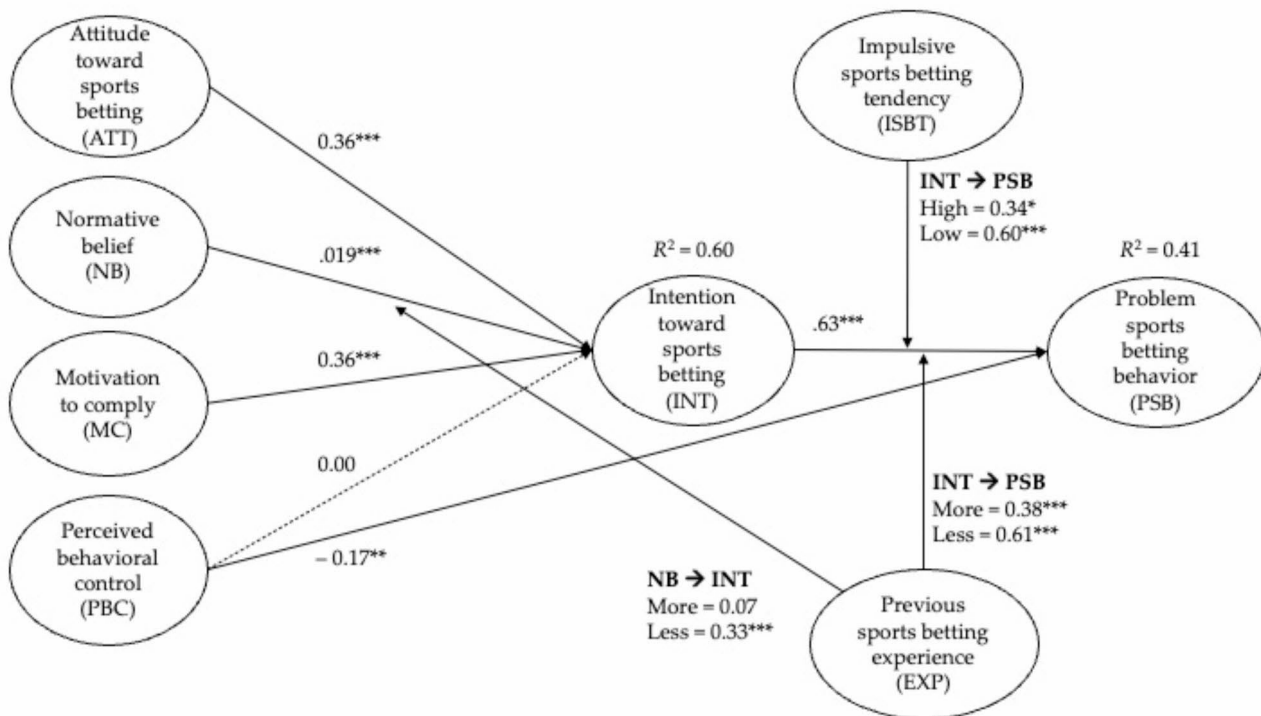 Attitude
toward
sports
betting
(ATT)
0.36***
Normative
belief
(NB)
.019***
Motivation
to comply
(MC)
0.36***
Perceived
behavioral
control
(PBC)
0.00
– 0.17**
R² = 0.60
Intention
toward
sports
betting
(INT)
.63***
Impulsive
sports betting
tendency
(ISBT)
INT → PSB
High = 0.34*
Low = 0.60***
R² = 0.41
Problem
sports
betting
behavior
(PSB)
INT → PSB
More = 0.38***
Less = 0.61***
NB → INT
More = 0.07
Less = 0.33***
Previous
sports betting
experience
(EXP)